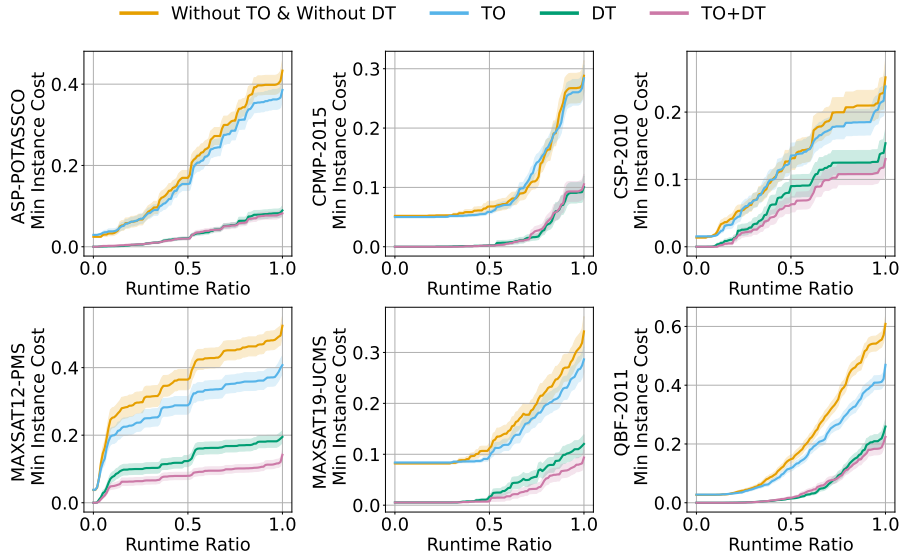 Without TO & Without DT TO DT TO+DT
ASP-POTASSCO
Min Instance Cost
0.4
0.2
0.0
0.0 0.5 1.0
Runtime Ratio
CPMP-2015
Min Instance Cost
0.3
0.2
0.1
0.0
0.0 0.5 1.0
Runtime Ratio
CSP-2010
Min Instance Cost
0.2
0.1
0.0
0.0 0.5 1.0
Runtime Ratio
MAXSAT12-PMS
Min Instance Cost
0.4
0.2
0.0
0.0 0.5 1.0
Runtime Ratio
MAXSAT19-UCMS
Min Instance Cost
0.3
0.2
0.1
0.0
0.0 0.5 1.0
Runtime Ratio
QBF-2011
Min Instance Cost
0.6
0.4
0.2
0.0
0.0 0.5 1.0
Runtime Ratio